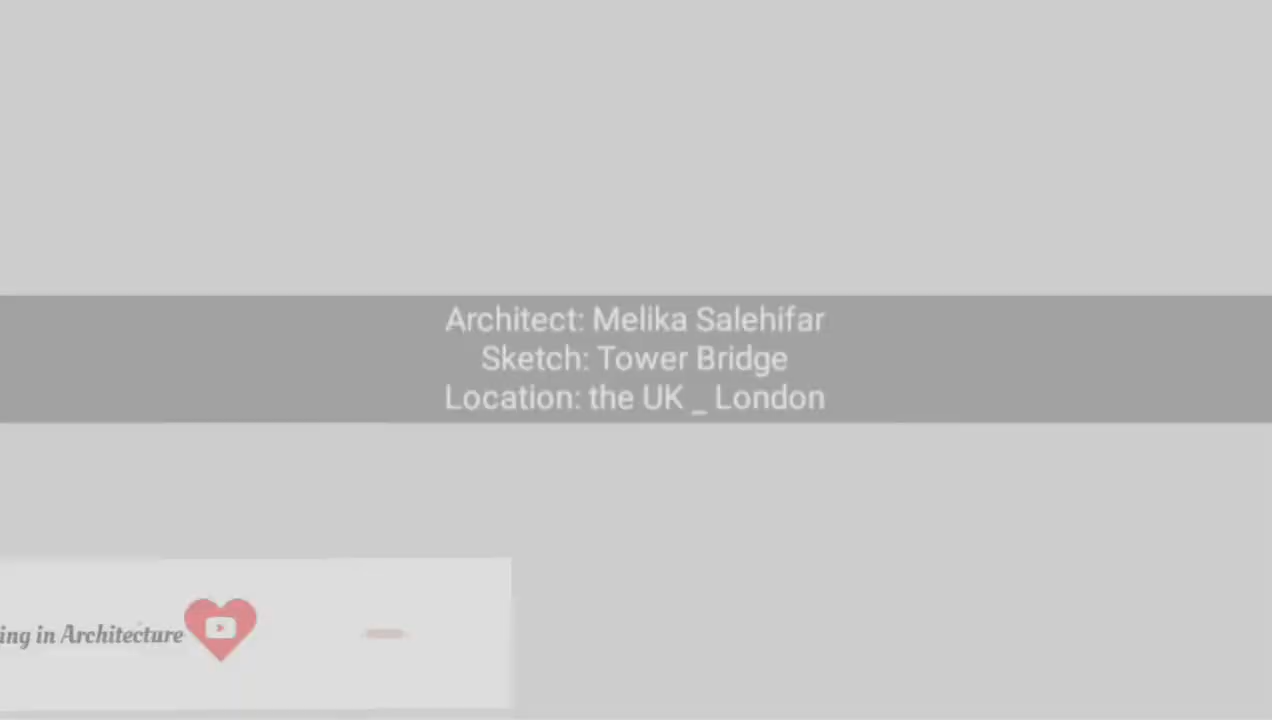 Architect: Melika Salehifar
Sketch: Tower Bridge
Location: the UK _ London
ing in Architecture